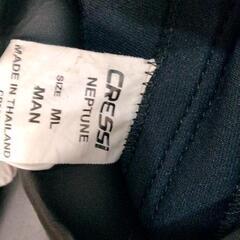 CRESSI
NEPTUNE
SIZE ML
MAN
MADE IN THAILAND